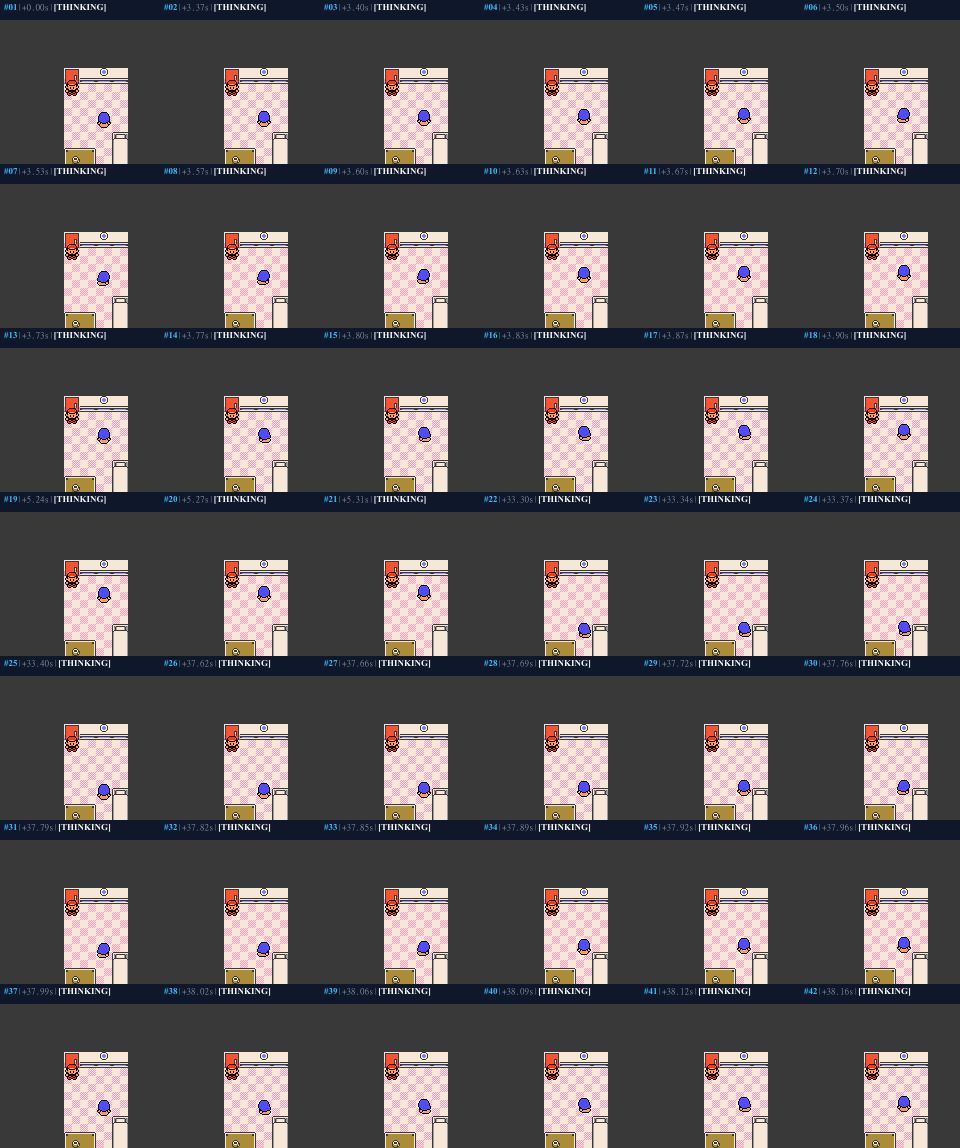 #01|+0.00s|[THINKING] #02|+3.37s|[THINKING] #03|+3.40s|[THINKING] #04|+3.43s|[THINKING] #05|+3.47s|[THINKING] #06|+3.50s|[THINKING]
#07|+3.53s|[THINKING] #08|+3.57s|[THINKING] #09|+3.60s|[THINKING] #10|+3.63s|[THINKING] #11|+3.67s|[THINKING] #12|+3.70s|[THINKING]
#13|+3.73s|[THINKING] #14|+3.77s|[THINKING] #15|+3.80s|[THINKING] #16|+3.83s|[THINKING] #17|+3.87s|[THINKING] #18|+3.90s|[THINKING]
#19|+5.24s|[THINKING] #20|+5.27s|[THINKING] #21|+5.31s|[THINKING] #22|+33.30s|[THINKING] #23|+33.34s|[THINKING] #24|+33.37s|[THINKING]
#25|+33.40s|[THINKING] #26|+37.62s|[THINKING] #27|+37.66s|[THINKING] #28|+37.69s|[THINKING] #29|+37.72s|[THINKING] #30|+37.76s|[THINKING]
#31|+37.79s|[THINKING] #32|+37.82s|[THINKING] #33|+37.85s|[THINKING] #34|+37.89s|[THINKING] #35|+37.92s|[THINKING] #36|+37.96s|[THINKING]
#37|+37.99s|[THINKING] #38|+38.02s|[THINKING] #39|+38.06s|[THINKING] #40|+38.09s|[THINKING] #41|+38.12s|[THINKING] #42|+38.16s|[THINKING]